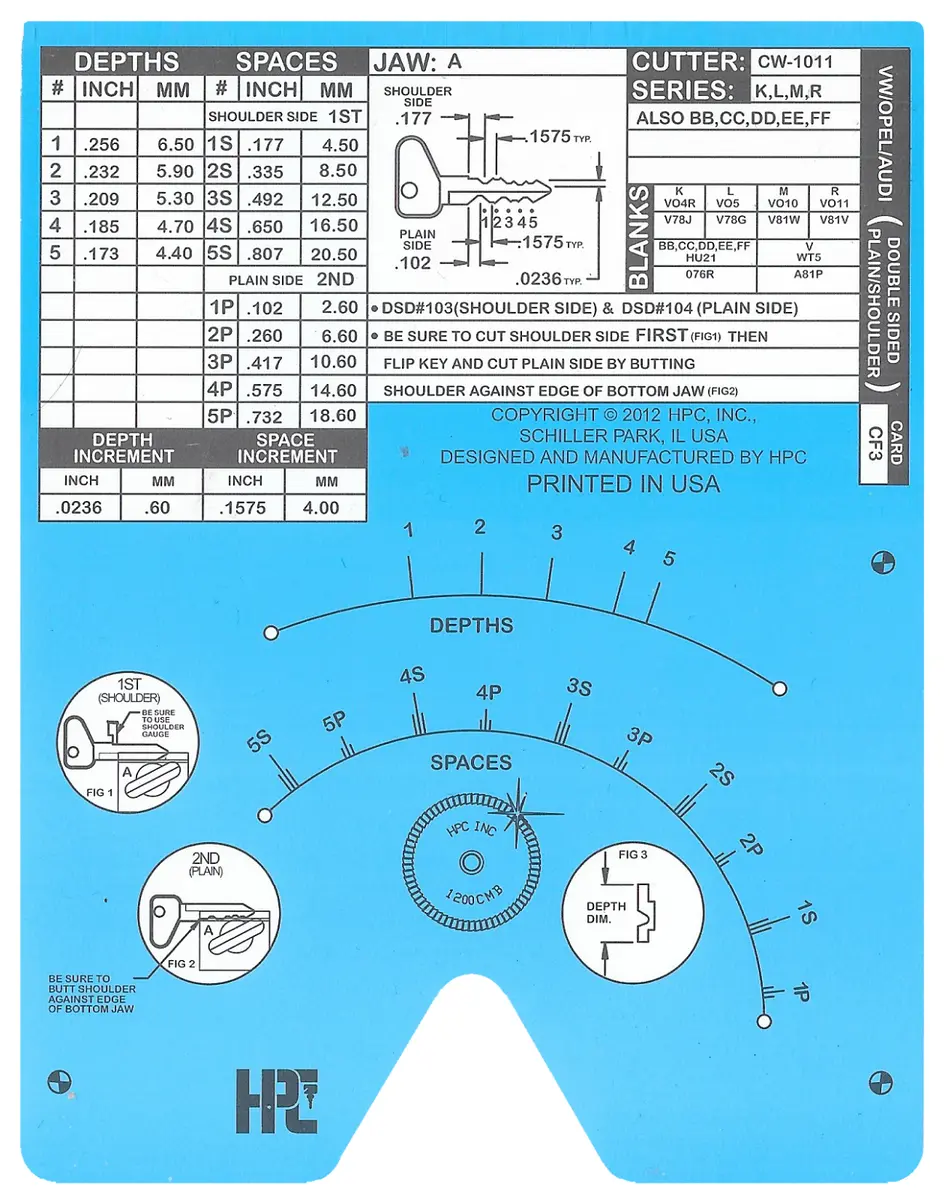 DEPTHS SPACES
# INCH MM # INCH MM
SHOULDER SIDE 1ST
1 .256 6.50 1S .177 4.50
2 .232 5.90 2S .335 8.50
3 .209 5.30 3S .492 12.50
4 .185 4.70 4S .650 16.50
5 .173 4.40 5S .807 20.50
PLAIN SIDE 2ND
1P .102 2.60
2P .260 6.60
3P .417 10.60
4P .575 14.60
5P .732 18.60
DEPTH INCREMENT SPACE INCREMENT
INCH MM INCH MM
.0236 .60 .1575 4.00
JAW: A
SHOULDER
SIDE
.177
.1575 TYP.
1 2 3 4 5
PLAIN
SIDE
.1575 TYP.
.102
.0236 TYP.
CUTTER: CW-1011
SERIES: K,L,M,R
ALSO BB,CC,DD,EE,FF
BLANKS
K L M R
VO4R VO5 VO10 VO11
V78J V78G V81W V81V
BB,CC,DD,EE,FF V
HU21 WT5
076R A81P
• DSD#103(SHOULDER SIDE) & DSD#104 (PLAIN SIDE)
• BE SURE TO CUT SHOULDER SIDE FIRST (FIG1) THEN
FLIP KEY AND CUT PLAIN SIDE BY BUTTING
SHOULDER AGAINST EDGE OF BOTTOM JAW (FIG2)
VW/OPEL/AUDI (DOUBLE SIDED
PLAIN/SHOULDER)
CARD
CF3
COPYRIGHT © 2012 HPC, INC.,
SCHILLER PARK, IL USA
DESIGNED AND MANUFACTURED BY HPC
PRINTED IN USA
1 2 3 4 5
DEPTHS
5S 5P 4S 4P 3S 3P 2S 2P 1S 1P
SPACES
HPC INC
1200CMB
1ST
(SHOULDER)
BE SURE
TO USE
SHOULDER
GAUGE
A
FIG 1
2ND
(PLAIN)
A
FIG 2
BE SURE TO
BUTT SHOULDER
AGAINST EDGE
OF BOTTOM JAW
FIG 3
DEPTH
DIM.
HPC